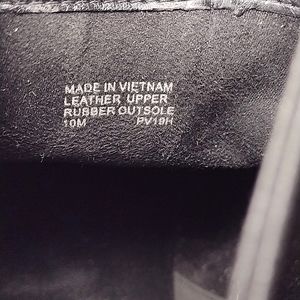 MADE IN VIETNAM
LEATHER UPPER
RUBBER OUTSOLE
10M PV19H